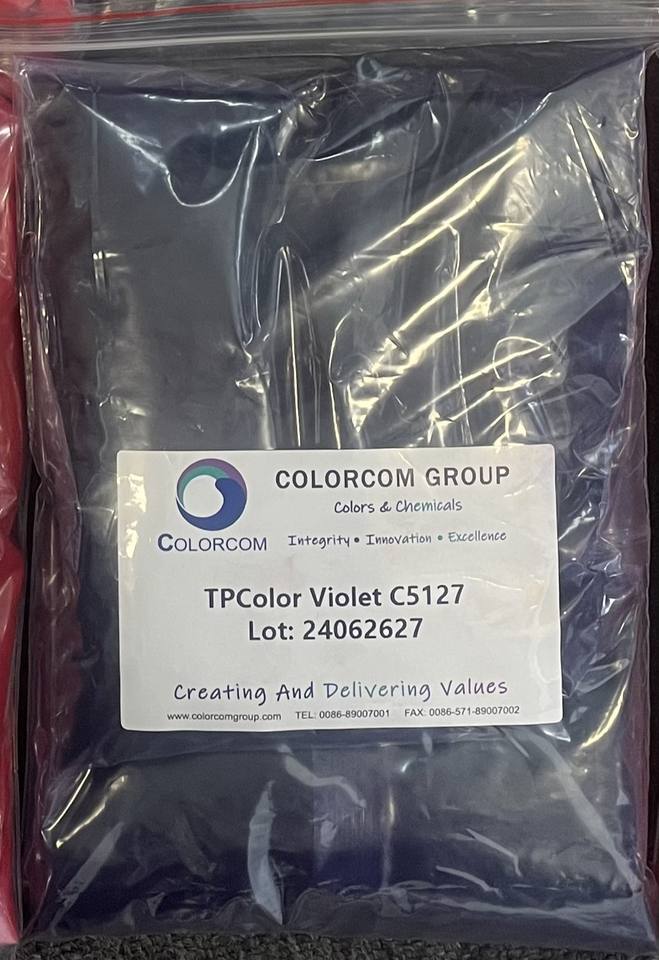 COLORCOM GROUP
Colors & Chemicals
COLORCOM
Integrity • Innovation • Excellence
TPColor Violet C5127
Lot: 24062627
Creating And Delivering Values
www.colorcomgroup.com TEL: 0086-89007001 FAX: 0086-571-89007002